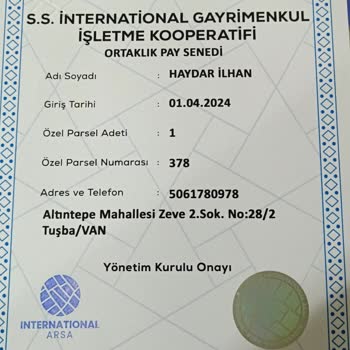 S.S. İNTERNATİONAL GAYRİMENKUL
İŞLETME KOOPERATİFİ
ORTAKLIK PAY SENEDİ
Adı Soyadı : HAYDAR İLHAN
Giriş Tarihi : 01.04.2024
Özel Parsel Adeti : 1
Özel Parsel Numarası : 378
Adres ve Telefon : 5061780978
Altıntepe Mahallesi Zeve 2.Sok. No:28/2
Tuşba/VAN
Yönetim Kurulu Onayı
INTERNATIONAL
ARSA